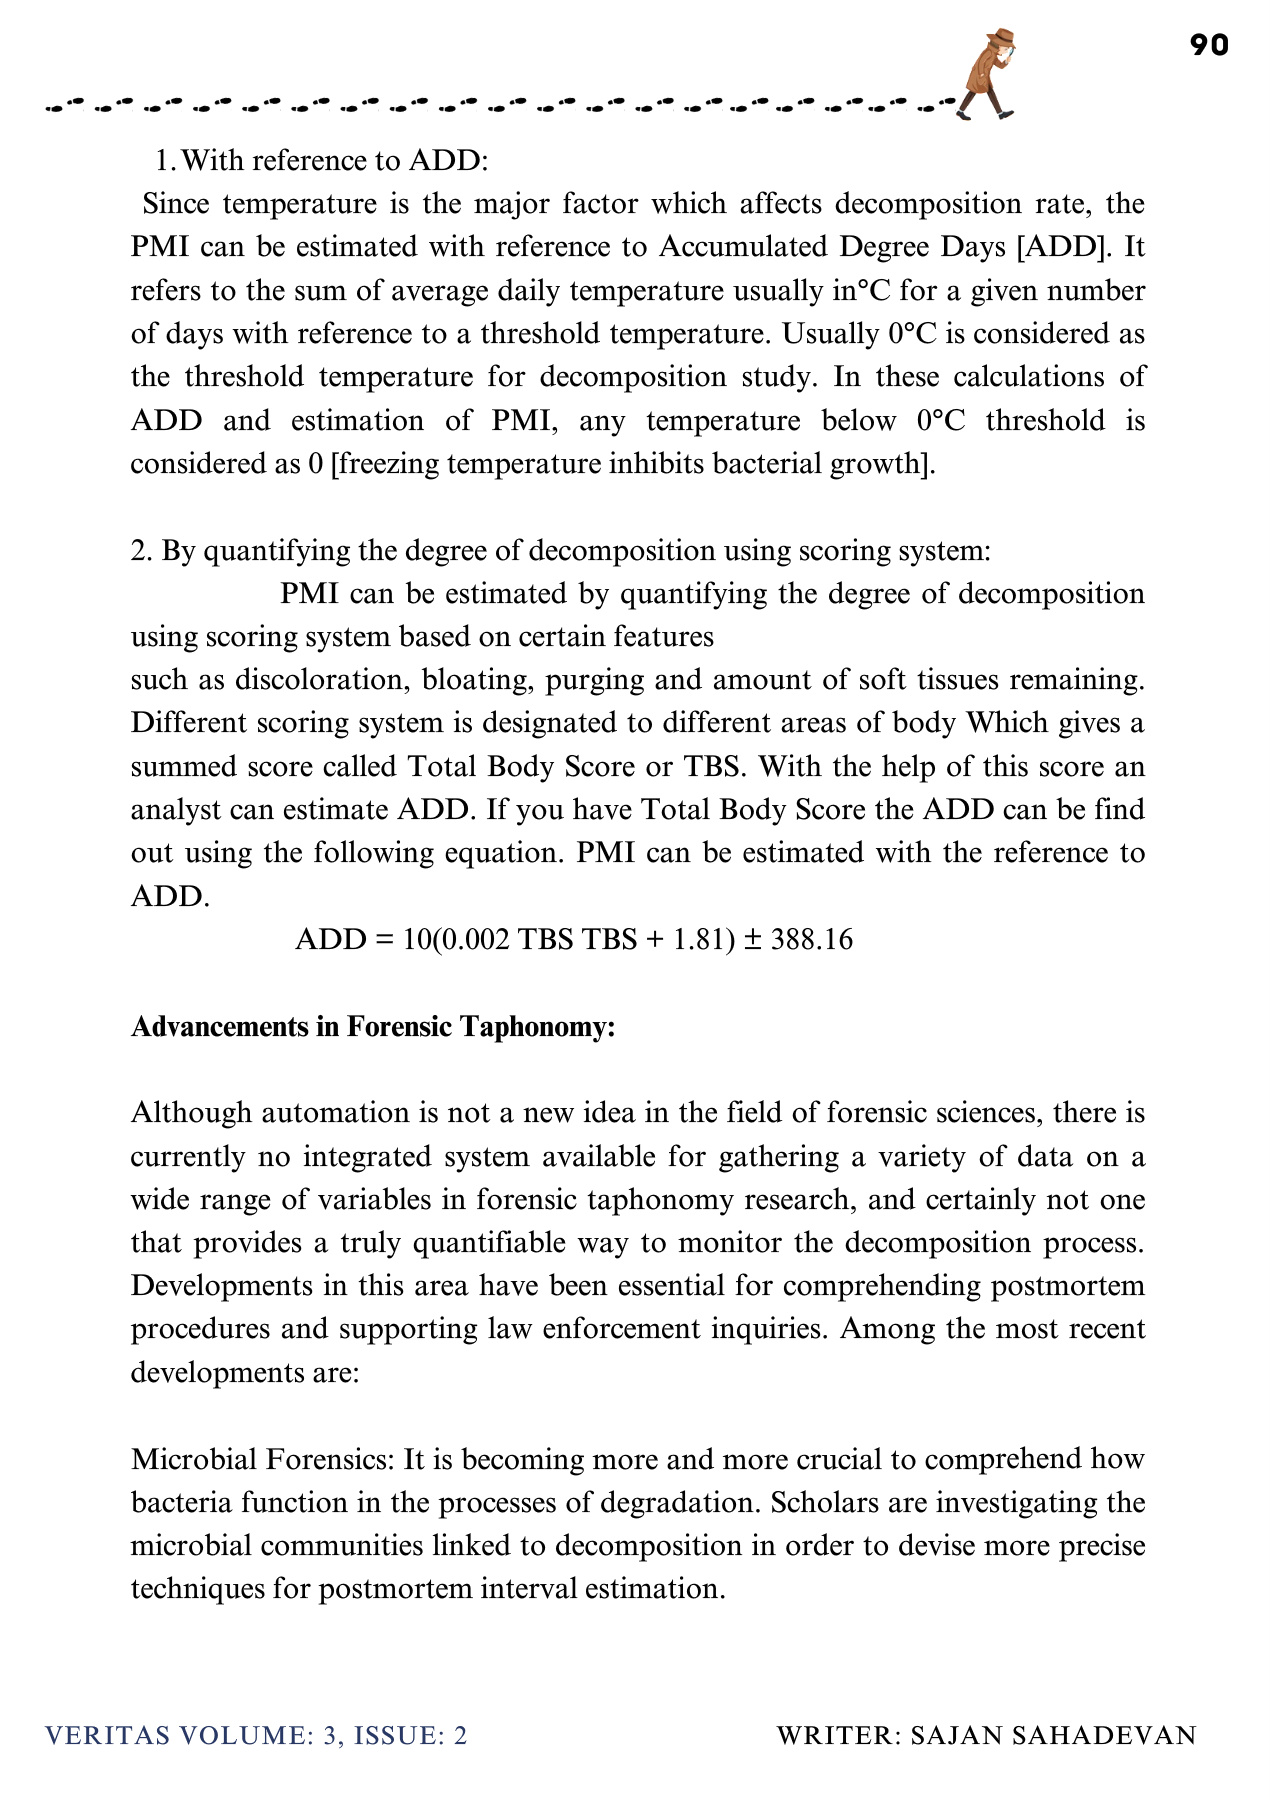 90
1. With reference to ADD:
Since temperature is the major factor which affects decomposition rate, the
PMI can be estimated with reference to Accumulated Degree Days [ADD]. It
refers to the sum of average daily temperature usually in°C for a given number
of days with reference to a threshold temperature. Usually 0°C is considered as
the threshold temperature for decomposition study. In these calculations of
ADD and estimation of PMI, any temperature below 0°C threshold is
considered as 0 [freezing temperature inhibits bacterial growth].
2. By quantifying the degree of decomposition using scoring system:
PMI can be estimated by quantifying the degree of decomposition
using scoring system based on certain features
such as discoloration, bloating, purging and amount of soft tissues remaining.
Different scoring system is designated to different areas of body Which gives a
summed score called Total Body Score or TBS. With the help of this score an
analyst can estimate ADD. If you have Total Body Score the ADD can be find
out using the following equation. PMI can be estimated with the reference to
ADD.
ADD = 10(0.002 TBS TBS + 1.81) ± 388.16
Advancements in Forensic Taphonomy:
Although automation is not a new idea in the field of forensic sciences, there is
currently no integrated system available for gathering a variety of data on a
wide range of variables in forensic taphonomy research, and certainly not one
that provides a truly quantifiable way to monitor the decomposition process.
Developments in this area have been essential for comprehending postmortem
procedures and supporting law enforcement inquiries. Among the most recent
developments are:
Microbial Forensics: It is becoming more and more crucial to comprehend how
bacteria function in the processes of degradation. Scholars are investigating the
microbial communities linked to decomposition in order to devise more precise
techniques for postmortem interval estimation.
VERITAS VOLUME: 3, ISSUE: 2
WRITER: SAJAN SAHADEVAN